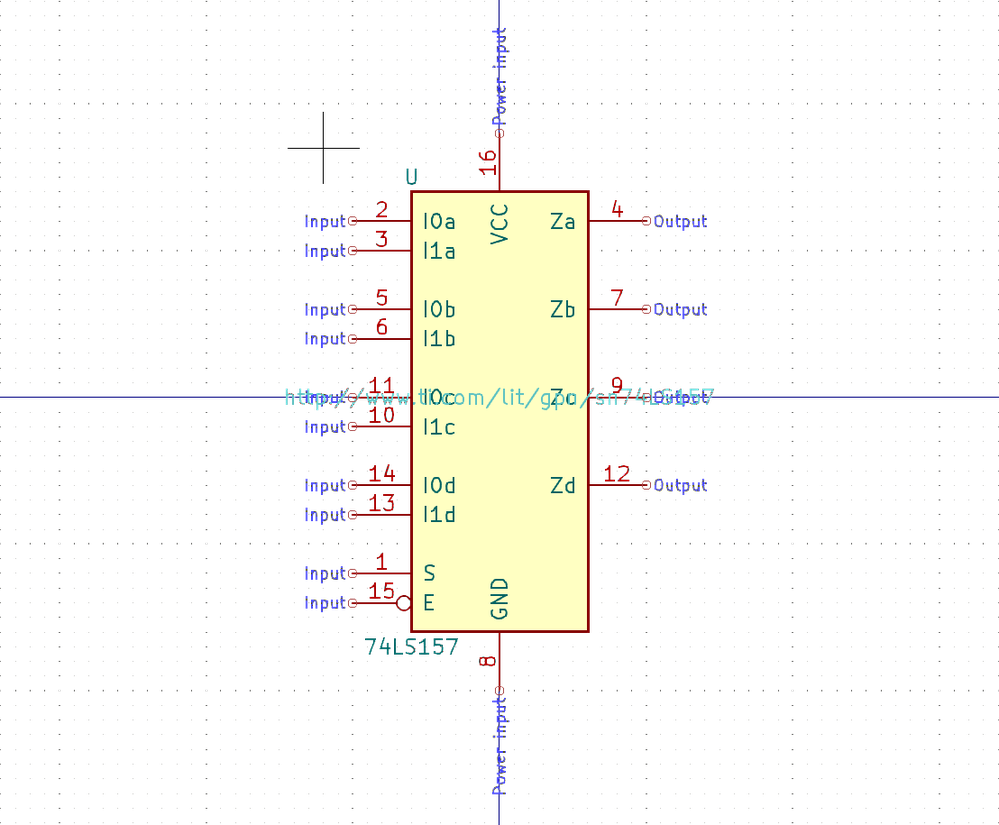 Power input
16
U
VCC
Input 2 I0a Za 4 Output
Input 3 I1a
Input 5 I0b Zb 7 Output
Input 6 I1b
Input 11 I0c Zc 9 Output
http://www.ti.com/lit/gpn/sn74LS157
Input 10 I1c
Input 14 I0d Zd 12 Output
Input 13 I1d
Input 1 S
Input 15 E
GND
74LS157
8
Power input